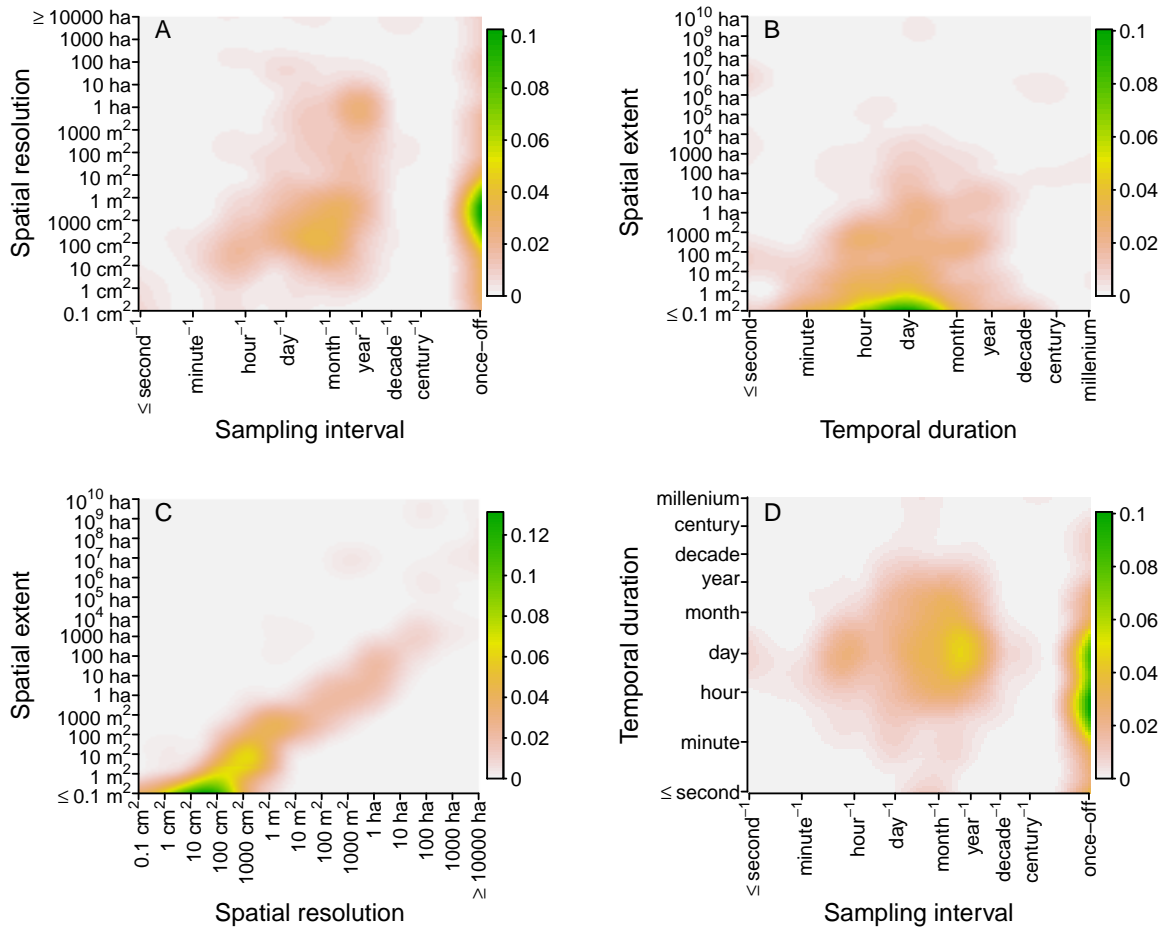 A
≥ 10000 ha
1000 ha
100 ha
10 ha
1 ha
1000 m²
100 m²
10 m²
1 m²
1000 cm²
100 cm²
10 cm²
1 cm²
0.1 cm²
Spatial resolution
≤ second⁻¹
minute⁻¹
hour⁻¹
day⁻¹
month⁻¹
year⁻¹
decade⁻¹
century⁻¹
once−off
Sampling interval
0.1
0.08
0.06
0.04
0.02
0
B
10¹⁰ ha
10⁹ ha
10⁸ ha
10⁷ ha
10⁶ ha
10⁵ ha
10⁴ ha
1000 ha
100 ha
10 ha
1 ha
1000 m²
100 m²
10 m²
1 m²
≤ 0.1 m²
Spatial extent
≤ second
minute
hour
day
month
year
decade
century
millenium
Temporal duration
0.1
0.08
0.06
0.04
0.02
0
C
10¹⁰ ha
10⁹ ha
10⁸ ha
10⁷ ha
10⁶ ha
10⁵ ha
10⁴ ha
1000 ha
100 ha
10 ha
1 ha
1000 m²
100 m²
10 m²
1 m²
≤ 0.1 m²
Spatial extent
0.1 cm²
1 cm²
10 cm²
100 cm²
1000 cm²
1 m²
10 m²
100 m²
1000 m²
1 ha
10 ha
100 ha
1000 ha
≥ 10000 ha
Spatial resolution
0.12
0.1
0.08
0.06
0.04
0.02
0
D
millenium
century
decade
year
month
day
hour
minute
≤ second
Temporal duration
≤ second⁻¹
minute⁻¹
hour⁻¹
day⁻¹
month⁻¹
year⁻¹
decade⁻¹
century⁻¹
once−off
Sampling interval
0.1
0.08
0.06
0.04
0.02
0